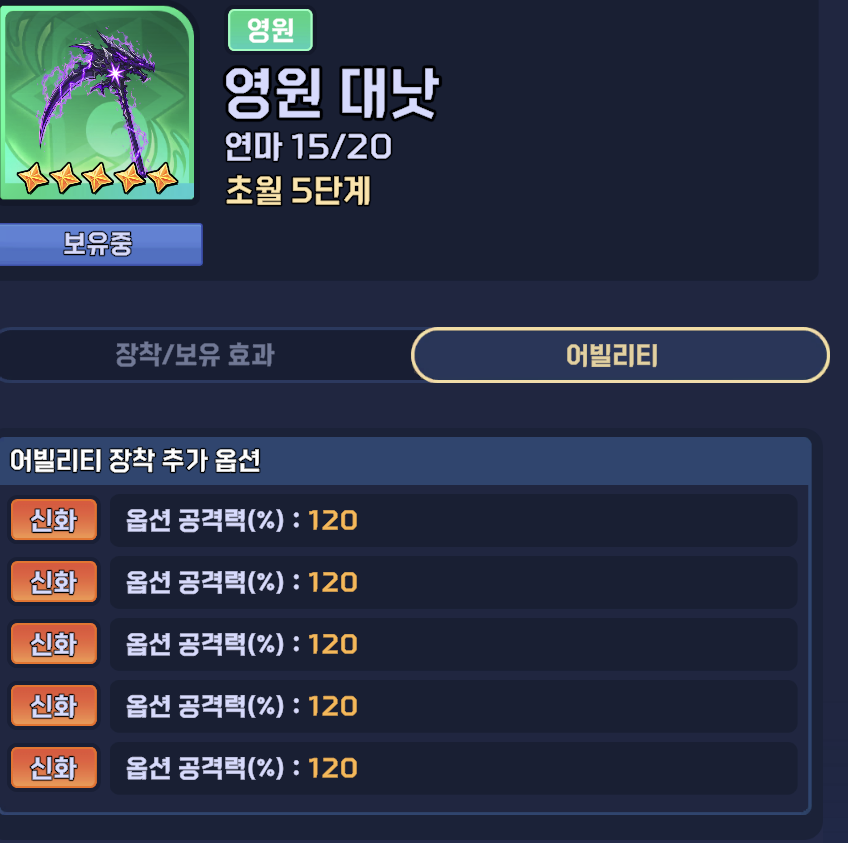 영원
영원 대낫
연마 15/20
초월 5단계
보유중
장착/보유 효과
어빌리티
어빌리티 장착 추가 옵션
신화 옵션 공격력(%) : 120
신화 옵션 공격력(%) : 120
신화 옵션 공격력(%) : 120
신화 옵션 공격력(%) : 120
신화 옵션 공격력(%) : 120